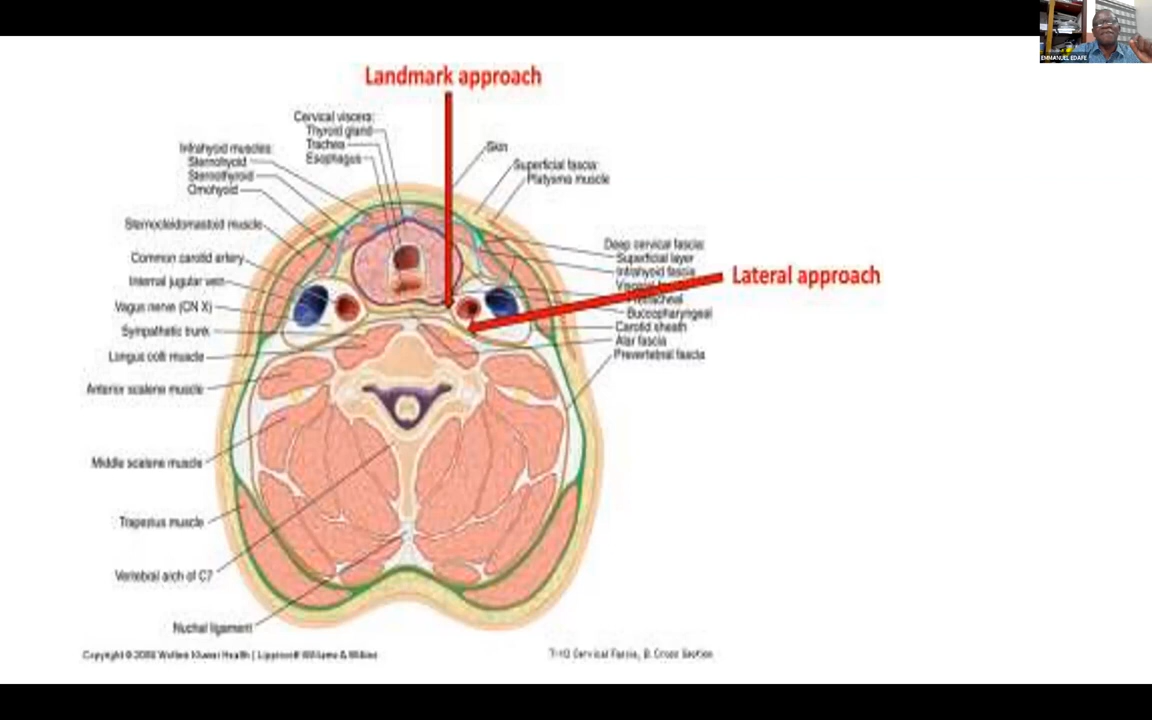 EMMANUEL EDAFE
Landmark approach
Cervical viscera:
Thyroid gland
Trachea
Esophagus
Infrahyoid muscles:
Sternohyoid
Sternothyroid
Omohyoid
Sternocleidomastoid muscle
Common carotid artery
Internal jugular vein
Vagus nerve (CN X)
Sympathetic trunk
Longus colli muscle
Anterior scalene muscle
Middle scalene muscle
Trapezius muscle
Vertebral arch of C7
Nuchal ligament
Skin
Superficial fascia:
Platysma muscle
Deep cervical fascia:
Superficial layer
Infrahyoid fascia
Pretracheal
Buccopharyngeal
Carotid sheath
Alar fascia
Prevertebral fascia
Lateral approach
Copyright © Wolters Kluwer Health | Lippincott Williams & Wilkins
Cervical Fascia, B. Cross Section